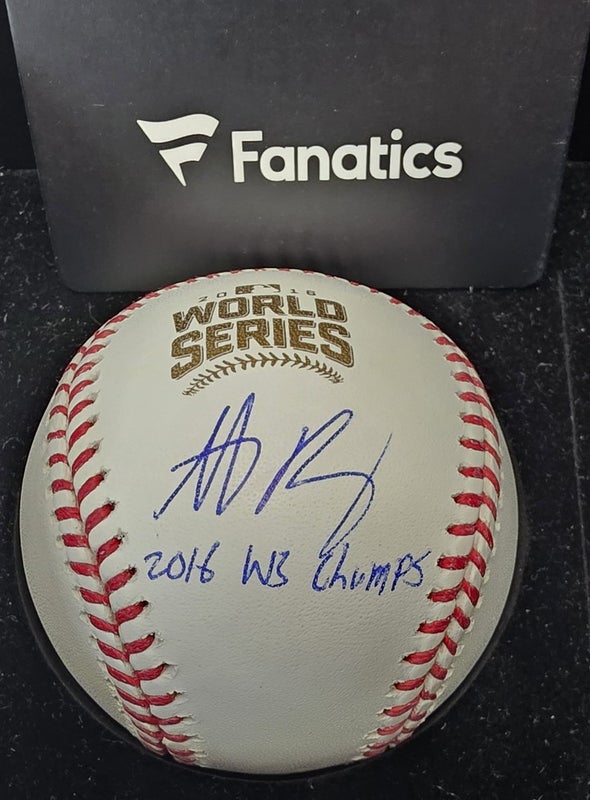 Fanatics
2016
WORLD
SERIES
2016 WS Champs